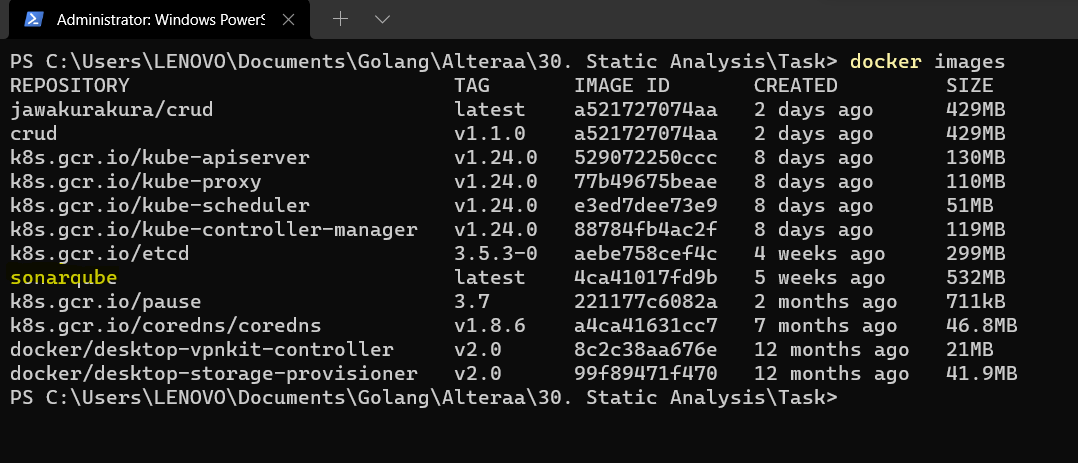 Administrator: Windows PowerS
PS C:\Users\LENOVO\Documents\Golang\Alteraa\30. Static Analysis\Task> docker images
REPOSITORY TAG IMAGE ID CREATED SIZE
jawakurakura/crud latest a521727074aa 2 days ago 429MB
crud v1.1.0 a521727074aa 2 days ago 429MB
k8s.gcr.io/kube-apiserver v1.24.0 529072250ccc 8 days ago 130MB
k8s.gcr.io/kube-proxy v1.24.0 77b49675beae 8 days ago 110MB
k8s.gcr.io/kube-scheduler v1.24.0 e3ed7dee73e9 8 days ago 51MB
k8s.gcr.io/kube-controller-manager v1.24.0 88784fb4ac2f 8 days ago 119MB
k8s.gcr.io/etcd 3.5.3-0 aebe758cef4c 4 weeks ago 299MB
sonarqube latest 4ca41017fd9b 5 weeks ago 532MB
k8s.gcr.io/pause 3.7 221177c6082a 2 months ago 711kB
k8s.gcr.io/coredns/coredns v1.8.6 a4ca41631cc7 7 months ago 46.8MB
docker/desktop-vpnkit-controller v2.0 8c2c38aa676e 12 months ago 21MB
docker/desktop-storage-provisioner v2.0 99f89471f470 12 months ago 41.9MB
PS C:\Users\LENOVO\Documents\Golang\Alteraa\30. Static Analysis\Task>